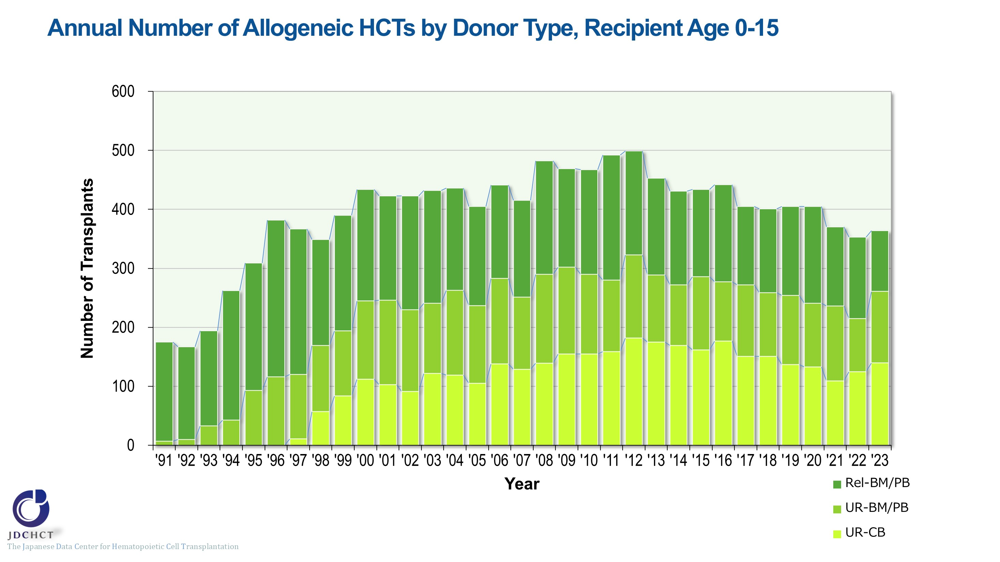 Annual Number of Allogeneic HCTs by Donor Type, Recipient Age 0-15
600
500
400
300
200
100
0
Number of Transplants
'91 '92 '93 '94 '95 '96 '97 '98 '99 '00 '01 '02 '03 '04 '05 '06 '07 '08 '09 '10 '11 '12 '13 '14 '15 '16 '17 '18 '19 '20 '21 '22 '23
Year
Rel-BM/PB
UR-BM/PB
UR-CB
JDCHCT
The Japanese Data Center for Hematopoietic Cell Transplantation